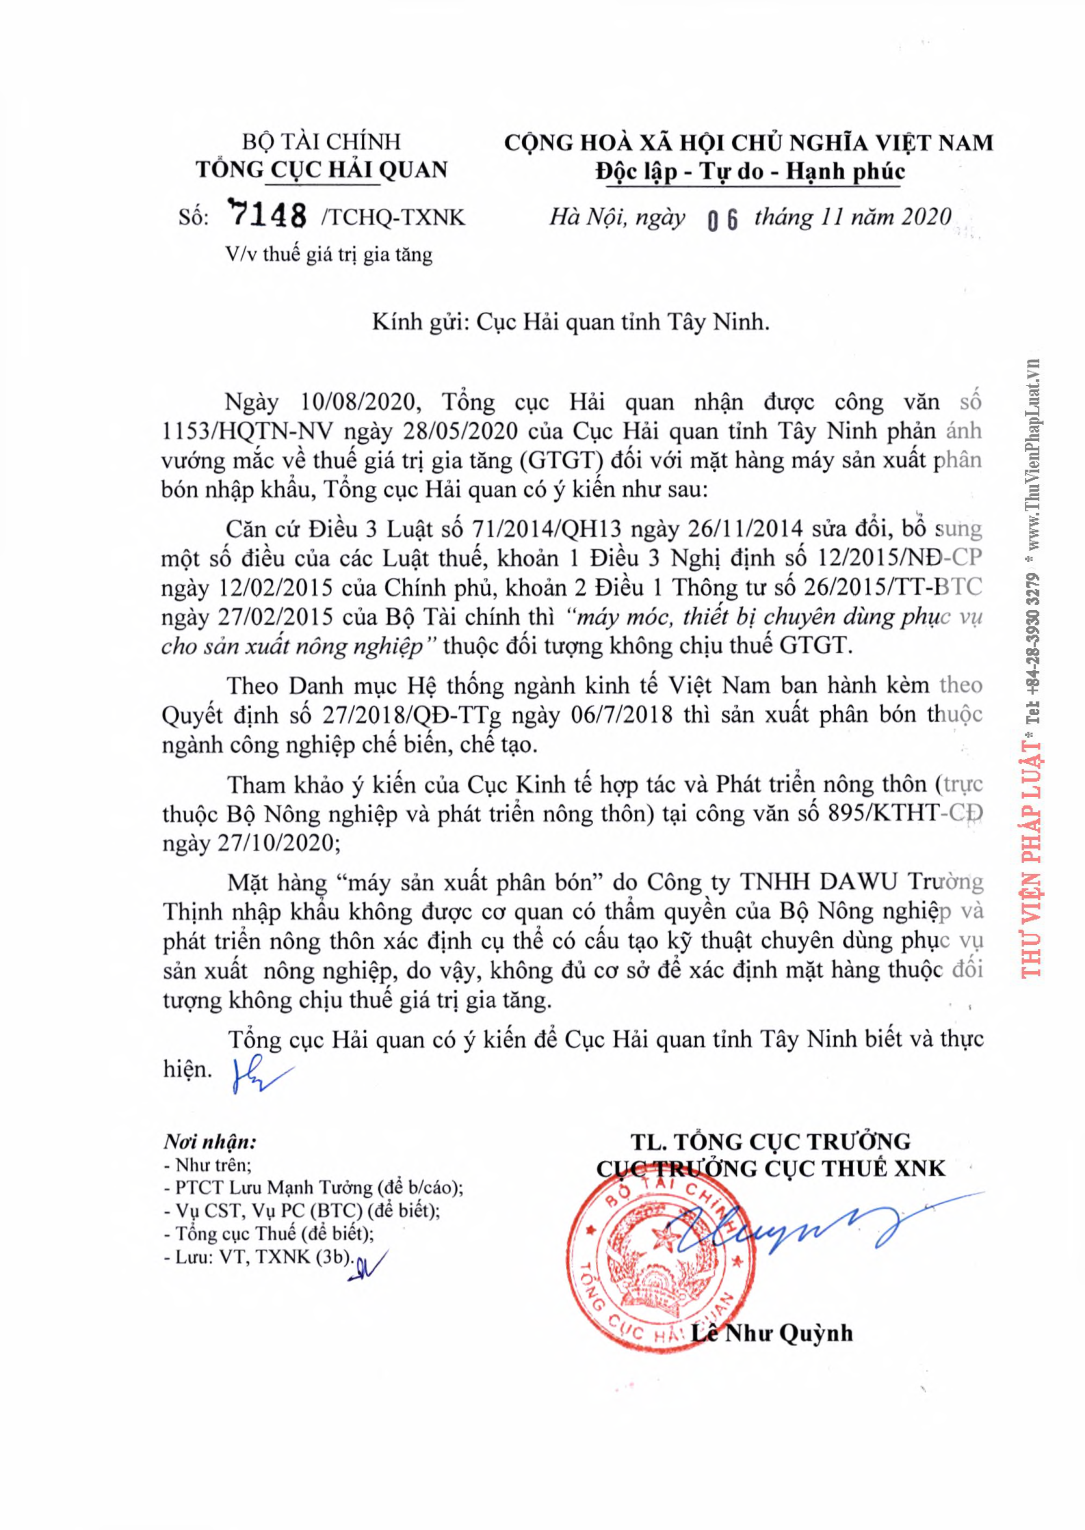 BỘ TÀI CHÍNH
TỔNG CỤC HẢI QUAN
Số: 7148 /TCHQ-TXNK
V/v thuế giá trị gia tăng
CỘNG HOÀ XÃ HỘI CHỦ NGHĨA VIỆT NAM
Độc lập - Tự do - Hạnh phúc
Hà Nội, ngày 06 tháng 11 năm 2020
Kính gửi: Cục Hải quan tỉnh Tây Ninh.
Ngày 10/08/2020, Tổng cục Hải quan nhận được công văn số
1153/HQTN-NV ngày 28/05/2020 của Cục Hải quan tỉnh Tây Ninh phản ánh
vướng mắc về thuế giá trị gia tăng (GTGT) đối với mặt hàng máy sản xuất phân
bón nhập khẩu, Tổng cục Hải quan có ý kiến như sau:
Căn cứ Điều 3 Luật số 71/2014/QH13 ngày 26/11/2014 sửa đổi, bổ sung
một số điều của các Luật thuế, khoản 1 Điều 3 Nghị định số 12/2015/NĐ-CP
ngày 12/02/2015 của Chính phủ, khoản 2 Điều 1 Thông tư số 26/2015/TT-BTC
ngày 27/02/2015 của Bộ Tài chính thì “máy móc, thiết bị chuyên dùng phục vụ
cho sản xuất nông nghiệp” thuộc đối tượng không chịu thuế GTGT.
Theo Danh mục Hệ thống ngành kinh tế Việt Nam ban hành kèm theo
Quyết định số 27/2018/QĐ-TTg ngày 06/7/2018 thì sản xuất phân bón thuộc
ngành công nghiệp chế biến, chế tạo.
Tham khảo ý kiến của Cục Kinh tế hợp tác và Phát triển nông thôn (trực
thuộc Bộ Nông nghiệp và phát triển nông thôn) tại công văn số 895/KTHT-CĐ
ngày 27/10/2020;
Mặt hàng “máy sản xuất phân bón” do Công ty TNHH DAWU Trường
Thịnh nhập khẩu không được cơ quan có thẩm quyền của Bộ Nông nghiệp và
phát triển nông thôn xác định cụ thể có cấu tạo kỹ thuật chuyên dùng phục vụ
sản xuất nông nghiệp, do vậy, không đủ cơ sở để xác định mặt hàng thuộc đối
tượng không chịu thuế giá trị gia tăng.
Tổng cục Hải quan có ý kiến để Cục Hải quan tỉnh Tây Ninh biết và thực
hiện.
Nơi nhận:
- Như trên;
- PTCT Lưu Mạnh Tưởng (để b/cáo);
- Vụ CST, Vụ PC (BTC) (để biết);
- Tổng cục Thuế (để biết);
- Lưu: VT, TXNK (3b).
TL. TỔNG CỤC TRƯỞNG
CỤC TRƯỞNG CỤC THUẾ XNK
BỘ TÀI CHÍNH
TỔNG CỤC HẢI QUAN
Lê Như Quỳnh
THƯ VIỆN PHÁP LUẬT * Tel: +84-28-3930 3279 * www.ThuVienPhapLuat.vn